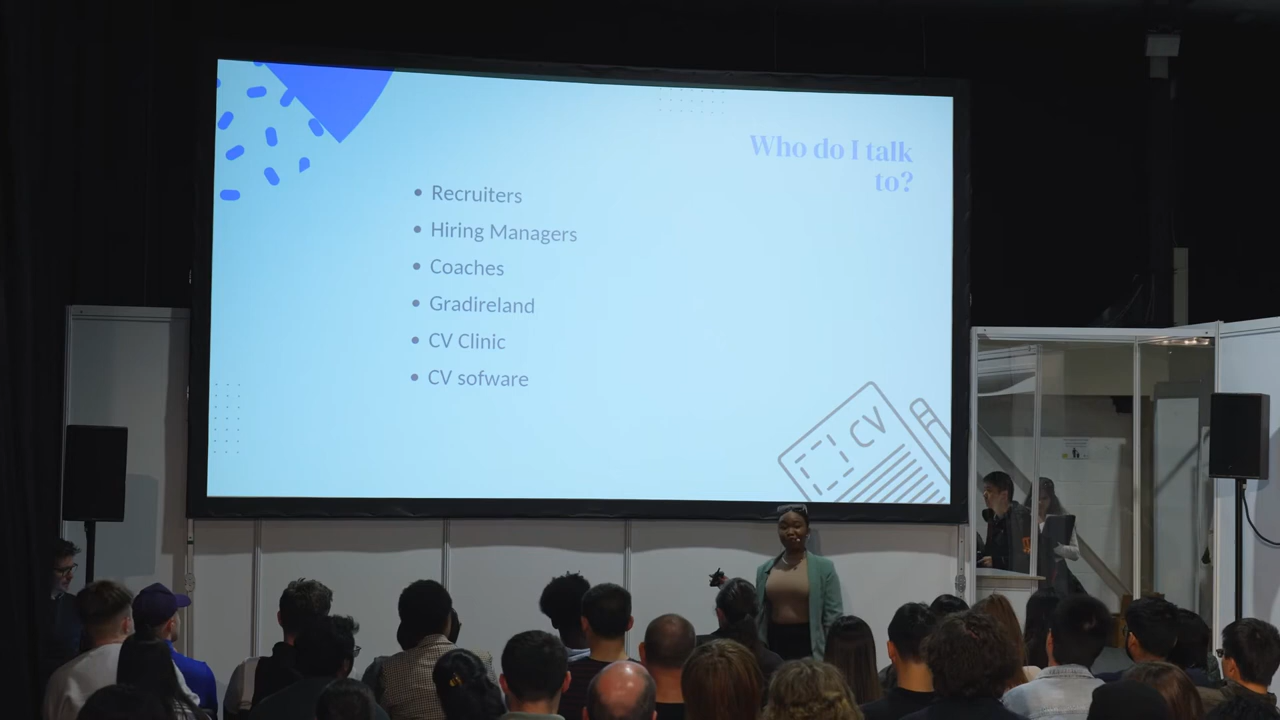 Who do I talk
to?
Recruiters
Hiring Managers
Coaches
Gradireland
CV Clinic
CV sofware
CV